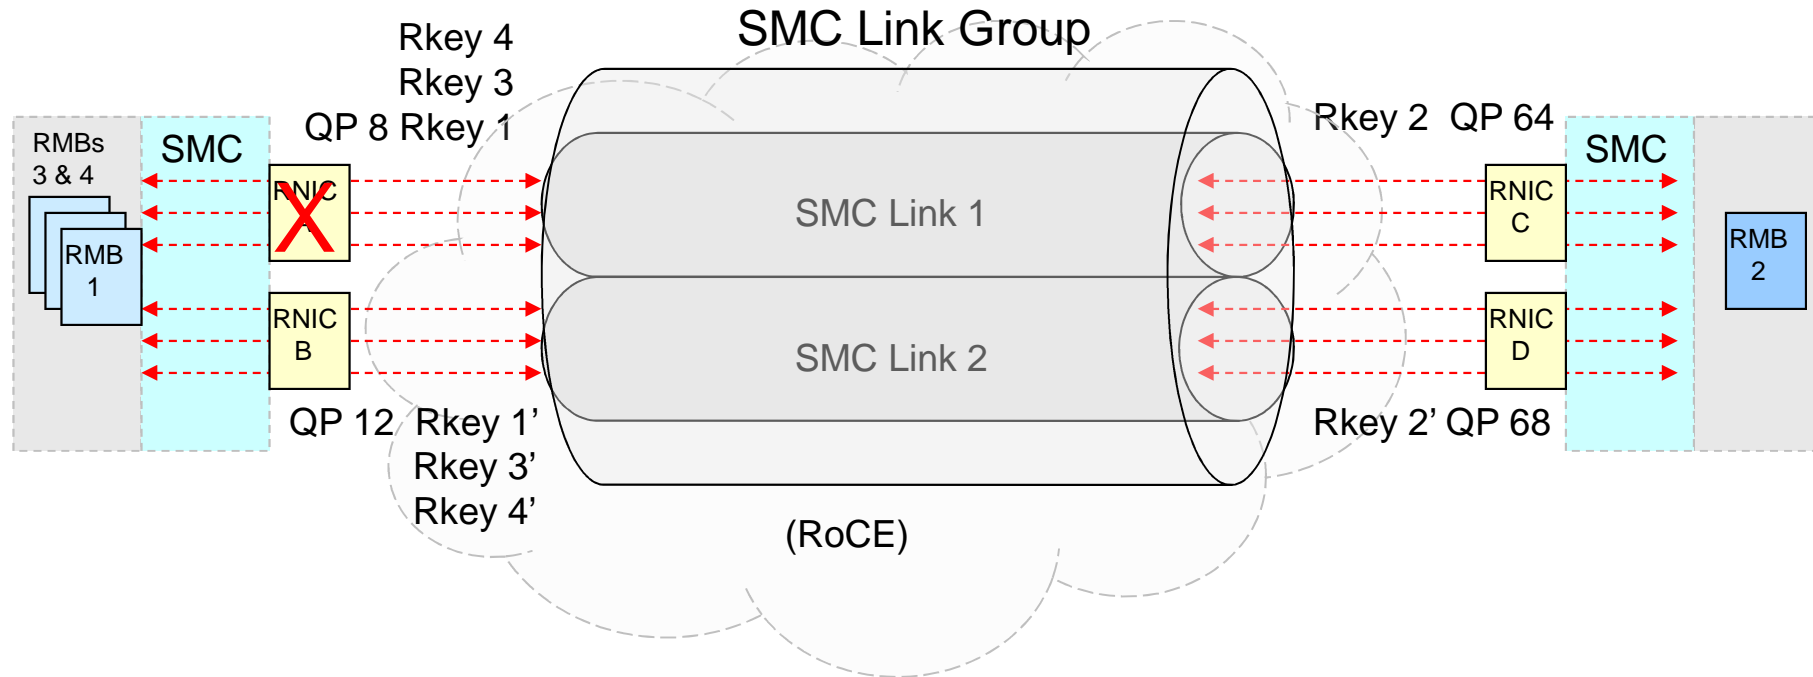 SMC Link Group
Rkey 4
Rkey 3
QP 8 Rkey 1
Rkey 2 QP 64
RMBs
3 & 4
SMC
RNIC
X
RMB
1
RNIC
B
SMC Link 1
SMC Link 2
RNIC
C
RNIC
D
SMC
RMB
2
QP 12 Rkey 1’
Rkey 3’
Rkey 4’
Rkey 2’ QP 68
(RoCE)